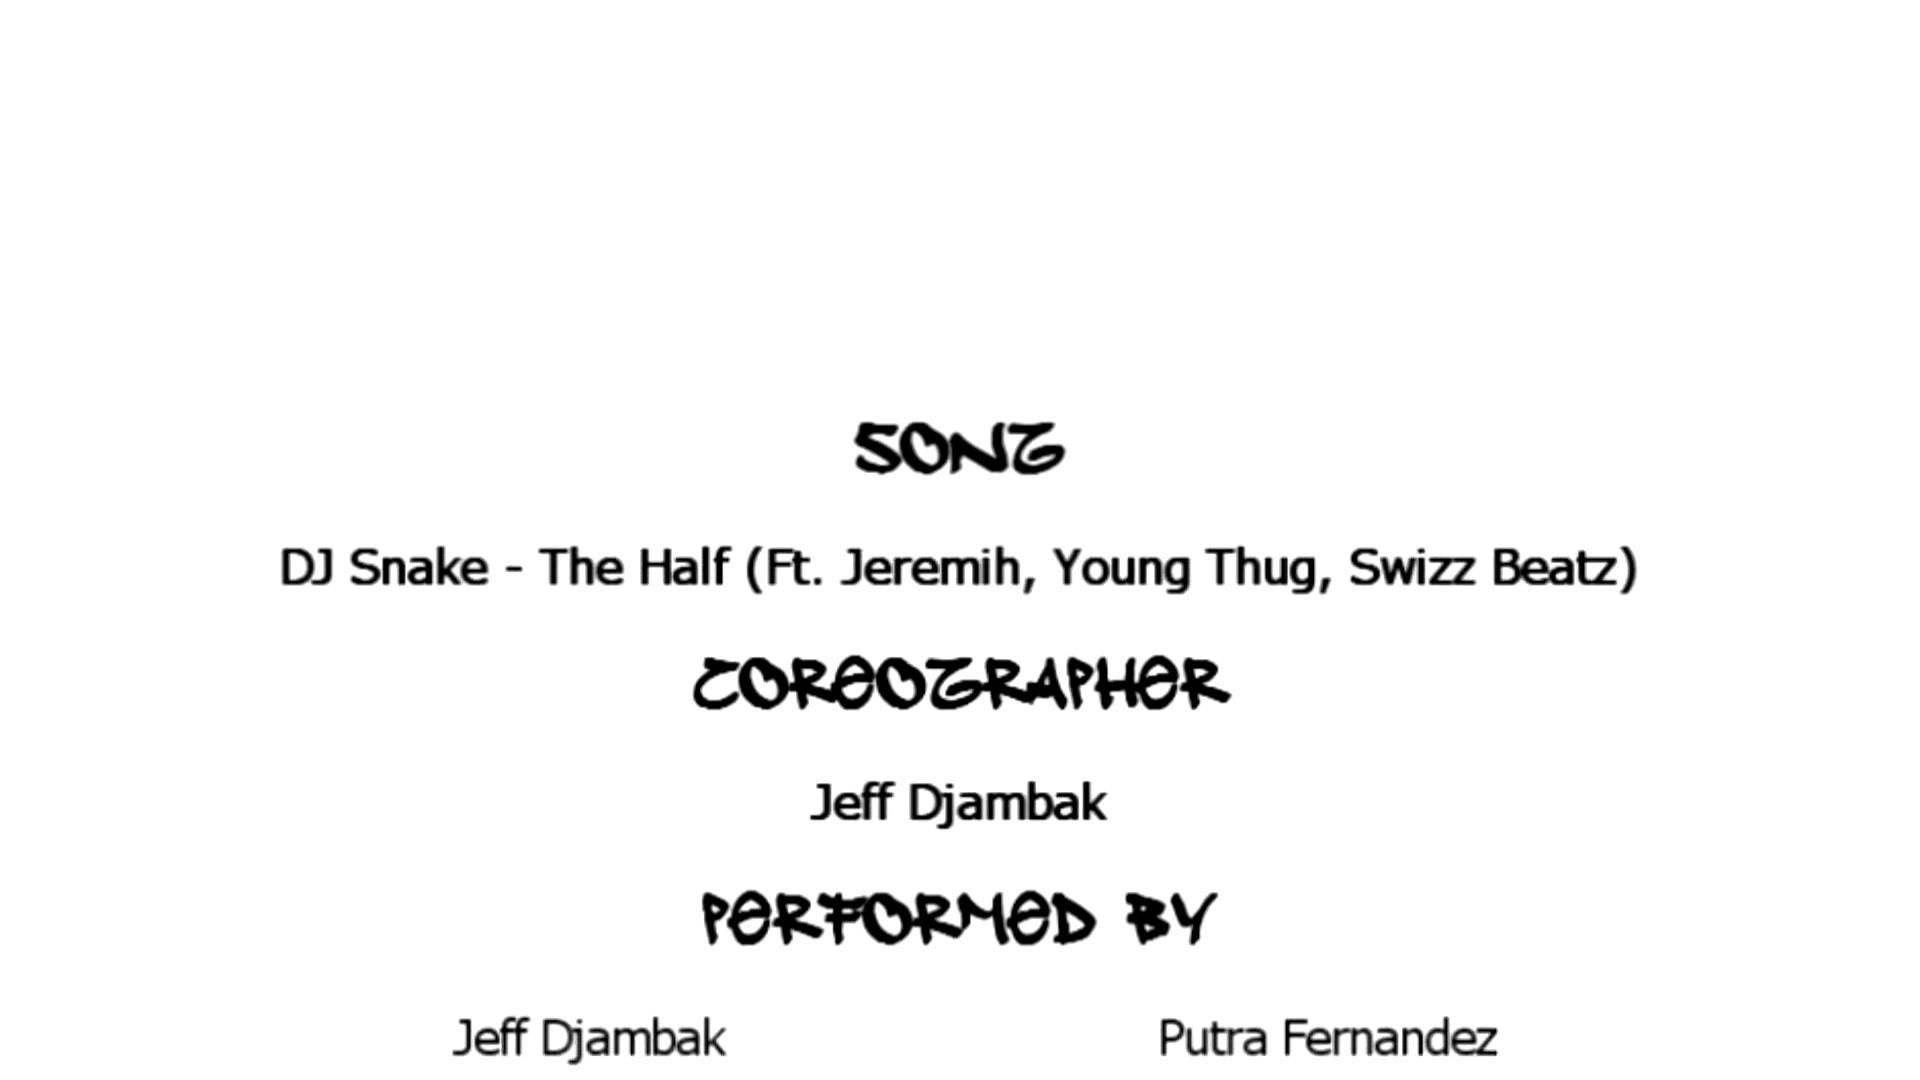 SONG
DJ Snake - The Half (Ft. Jeremih, Young Thug, Swizz Beatz)
COREOGRAPHER
Jeff Djambak
PERFORMED BY
Jeff Djambak Putra Fernandez